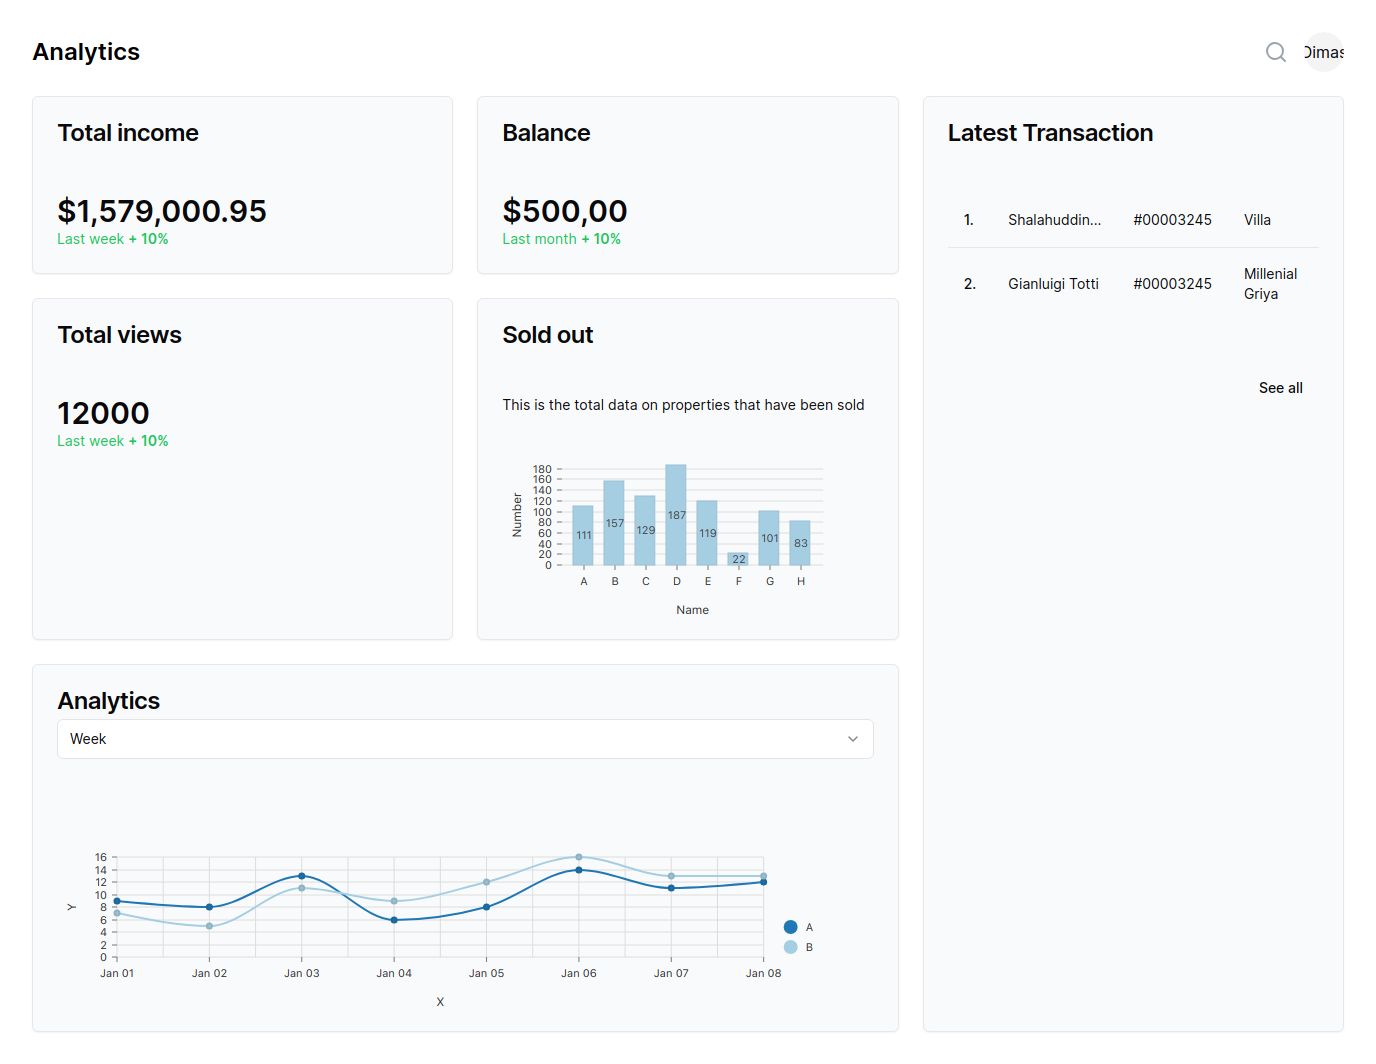 Analytics
Dimas
Total income
$1,579,000.95
Last week + 10%
Balance
$500,00
Last month + 10%
Latest Transaction
1. Shalahuddin... #00003245 Villa
2. Gianluigi Totti #00003245 Millenial
Griya
See all
Total views
12000
Last week + 10%
Sold out
This is the total data on properties that have been sold
Number
180
160
140
120
100
80
60
40
20
0
111 157 129 187 119 22 101 83
A B C D E F G H
Name
Analytics
Week
Y
16
14
12
10
8
6
4
2
0
Jan 01 Jan 02 Jan 03 Jan 04 Jan 05 Jan 06 Jan 07 Jan 08
X
A
B